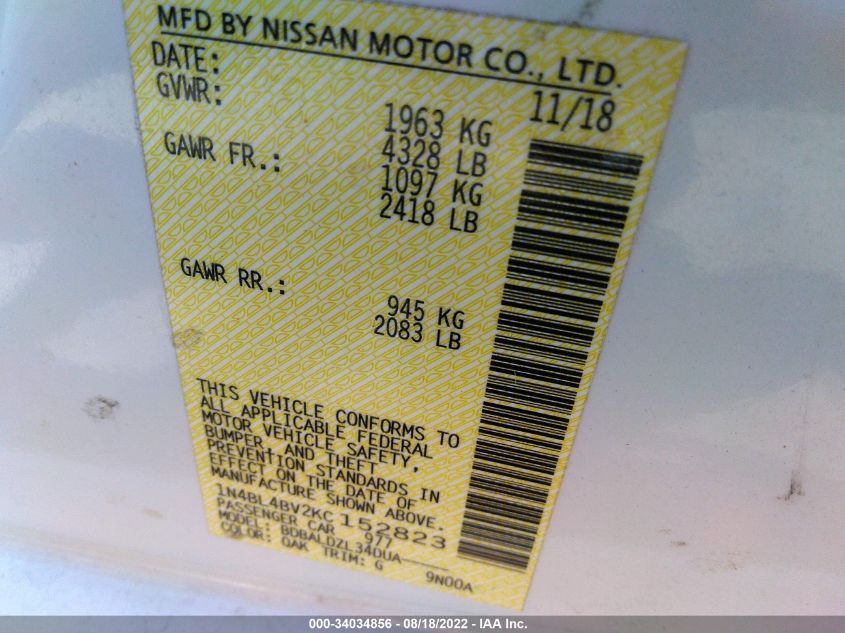 MFD BY NISSAN MOTOR CO., LTD.
DATE: 11/18
GVWR: 1963 KG
4328 LB
GAWR FR.: 1097 KG
2418 LB
GAWR RR.: 945 KG
2083 LB
THIS VEHICLE CONFORMS TO
ALL APPLICABLE FEDERAL
MOTOR VEHICLE SAFETY,
BUMPER, AND THEFT
PREVENTION STANDARDS IN
EFFECT ON THE DATE OF
MANUFACTURE SHOWN ABOVE.
1N4BL4BV2KC152823
PASSENGER CAR 977
MODEL: BDBALDZL34DUA-----
COLOR: QAK TRIM: G 9N00A
000-34034856 - 08/18/2022 - IAA Inc.